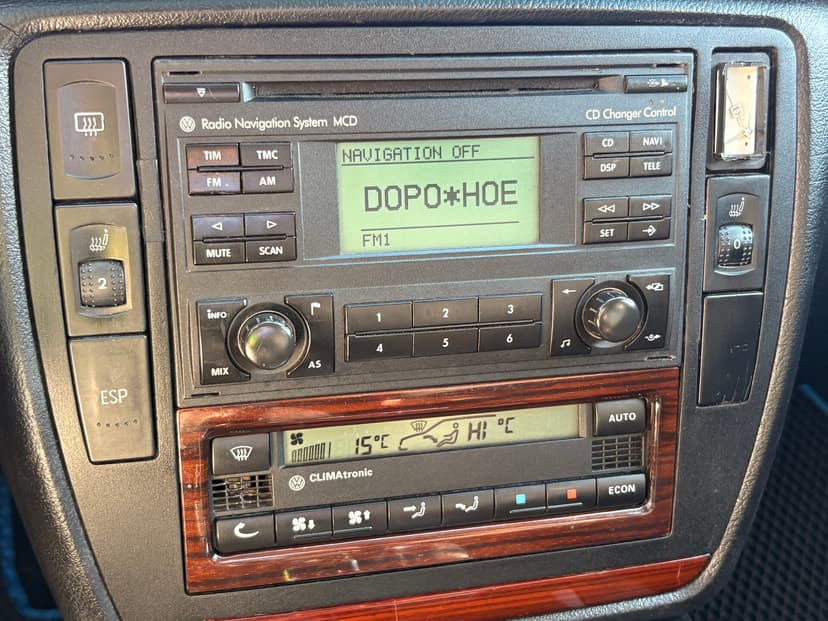 Radio Navigation System MCD
CD Changer Control
TIM TMC
FM AM
NAVIGATION OFF
DOPO*HOE
FM1
CD NAVI
DSP TELE
MUTE SCAN
SET
INFO
MIX
AS
1 2 3
4 5 6
2
0
ESP
15°C HI °C
AUTO
CLIMAtronic
ECON